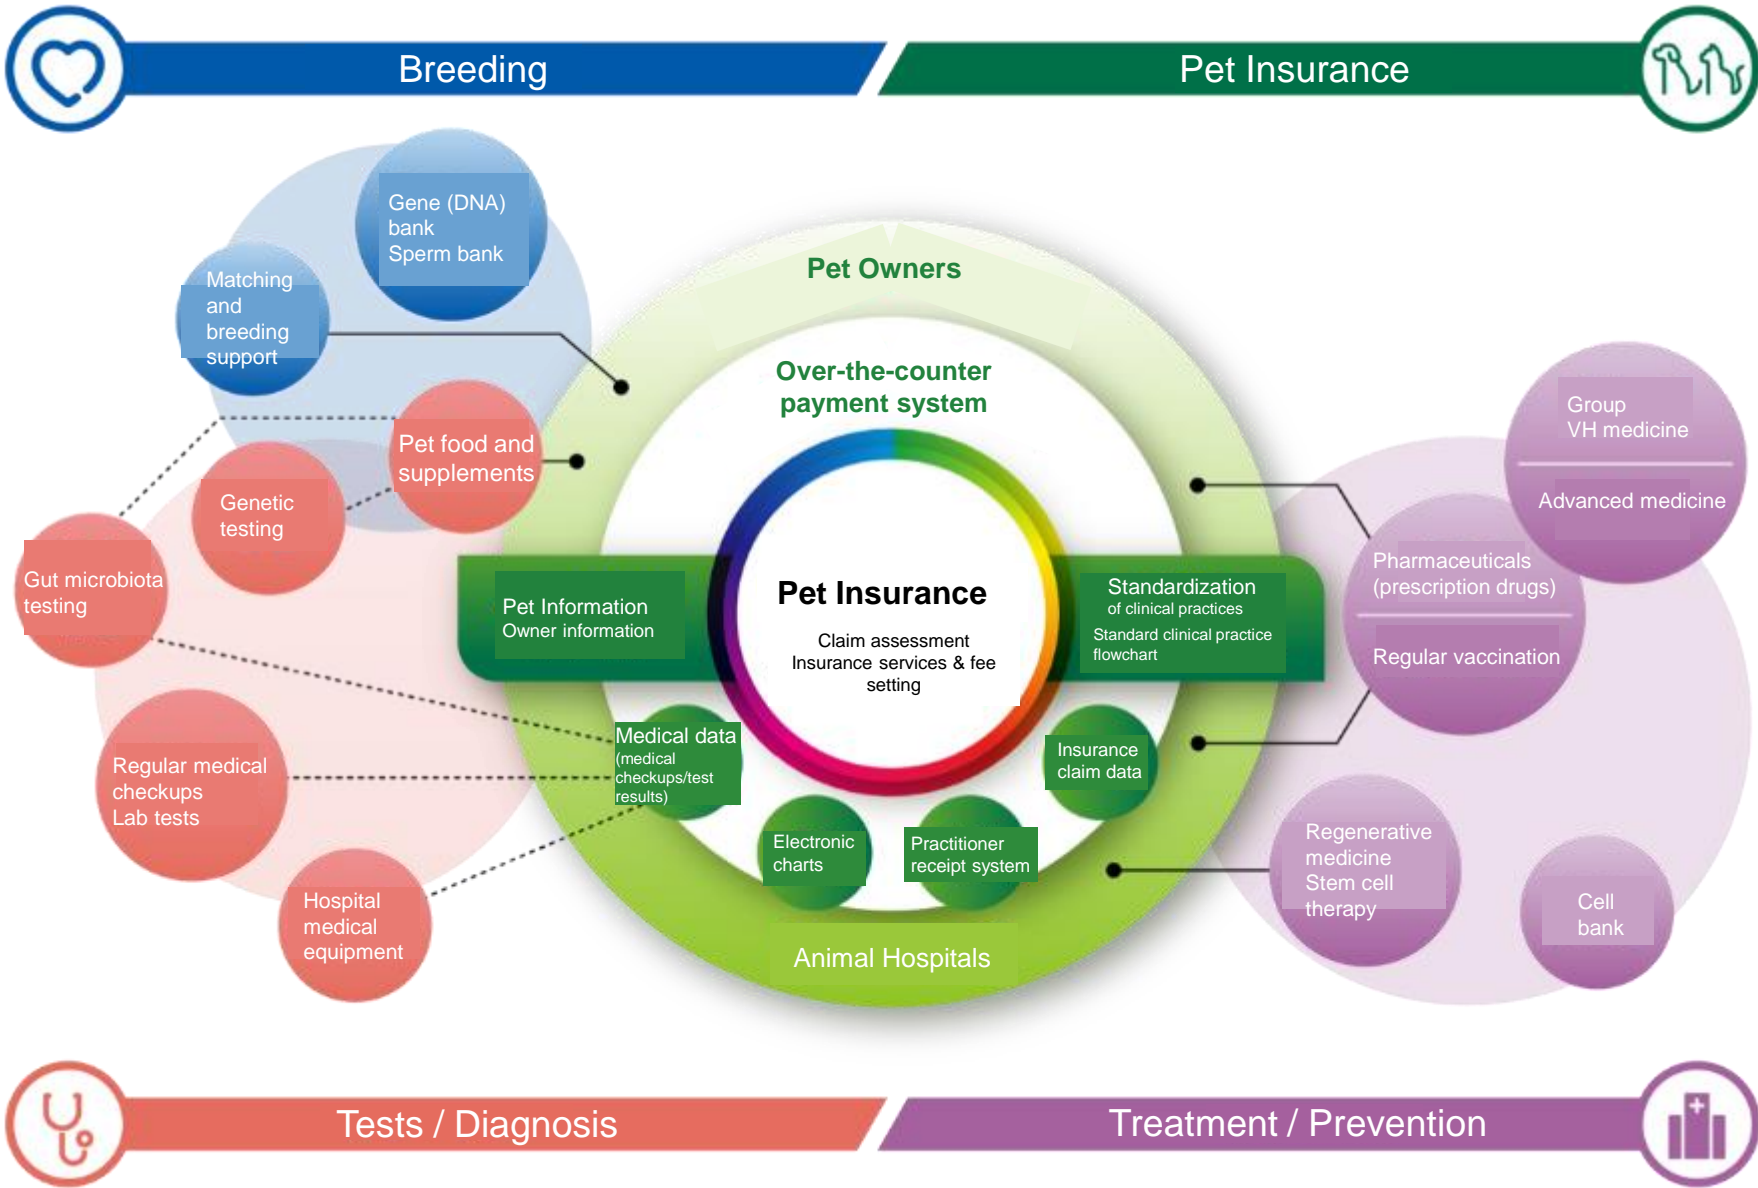 Breeding
Pet Insurance
Gene (DNA)
bank
Sperm bank
Matching
and
breeding
support
Pet food and
supplements
Genetic
testing
Gut microbiota
testing
Regular medical
checkups
Lab tests
Hospital
medical
equipment
Pet Owners
Over-the-counter
payment system
Pet Information
Owner information
Pet Insurance
Claim assessment
Insurance services & fee
setting
Standardization
of clinical practices
Standard clinical practice
flowchart
Medical data
(medical
checkups/test
results)
Electronic
charts
Practitioner
receipt system
Insurance
claim data
Animal Hospitals
Group
VH medicine
Advanced medicine
Pharmaceuticals
(prescription drugs)
Regular vaccination
Regenerative
medicine
Stem cell
therapy
Cell
bank
Tests / Diagnosis
Treatment / Prevention